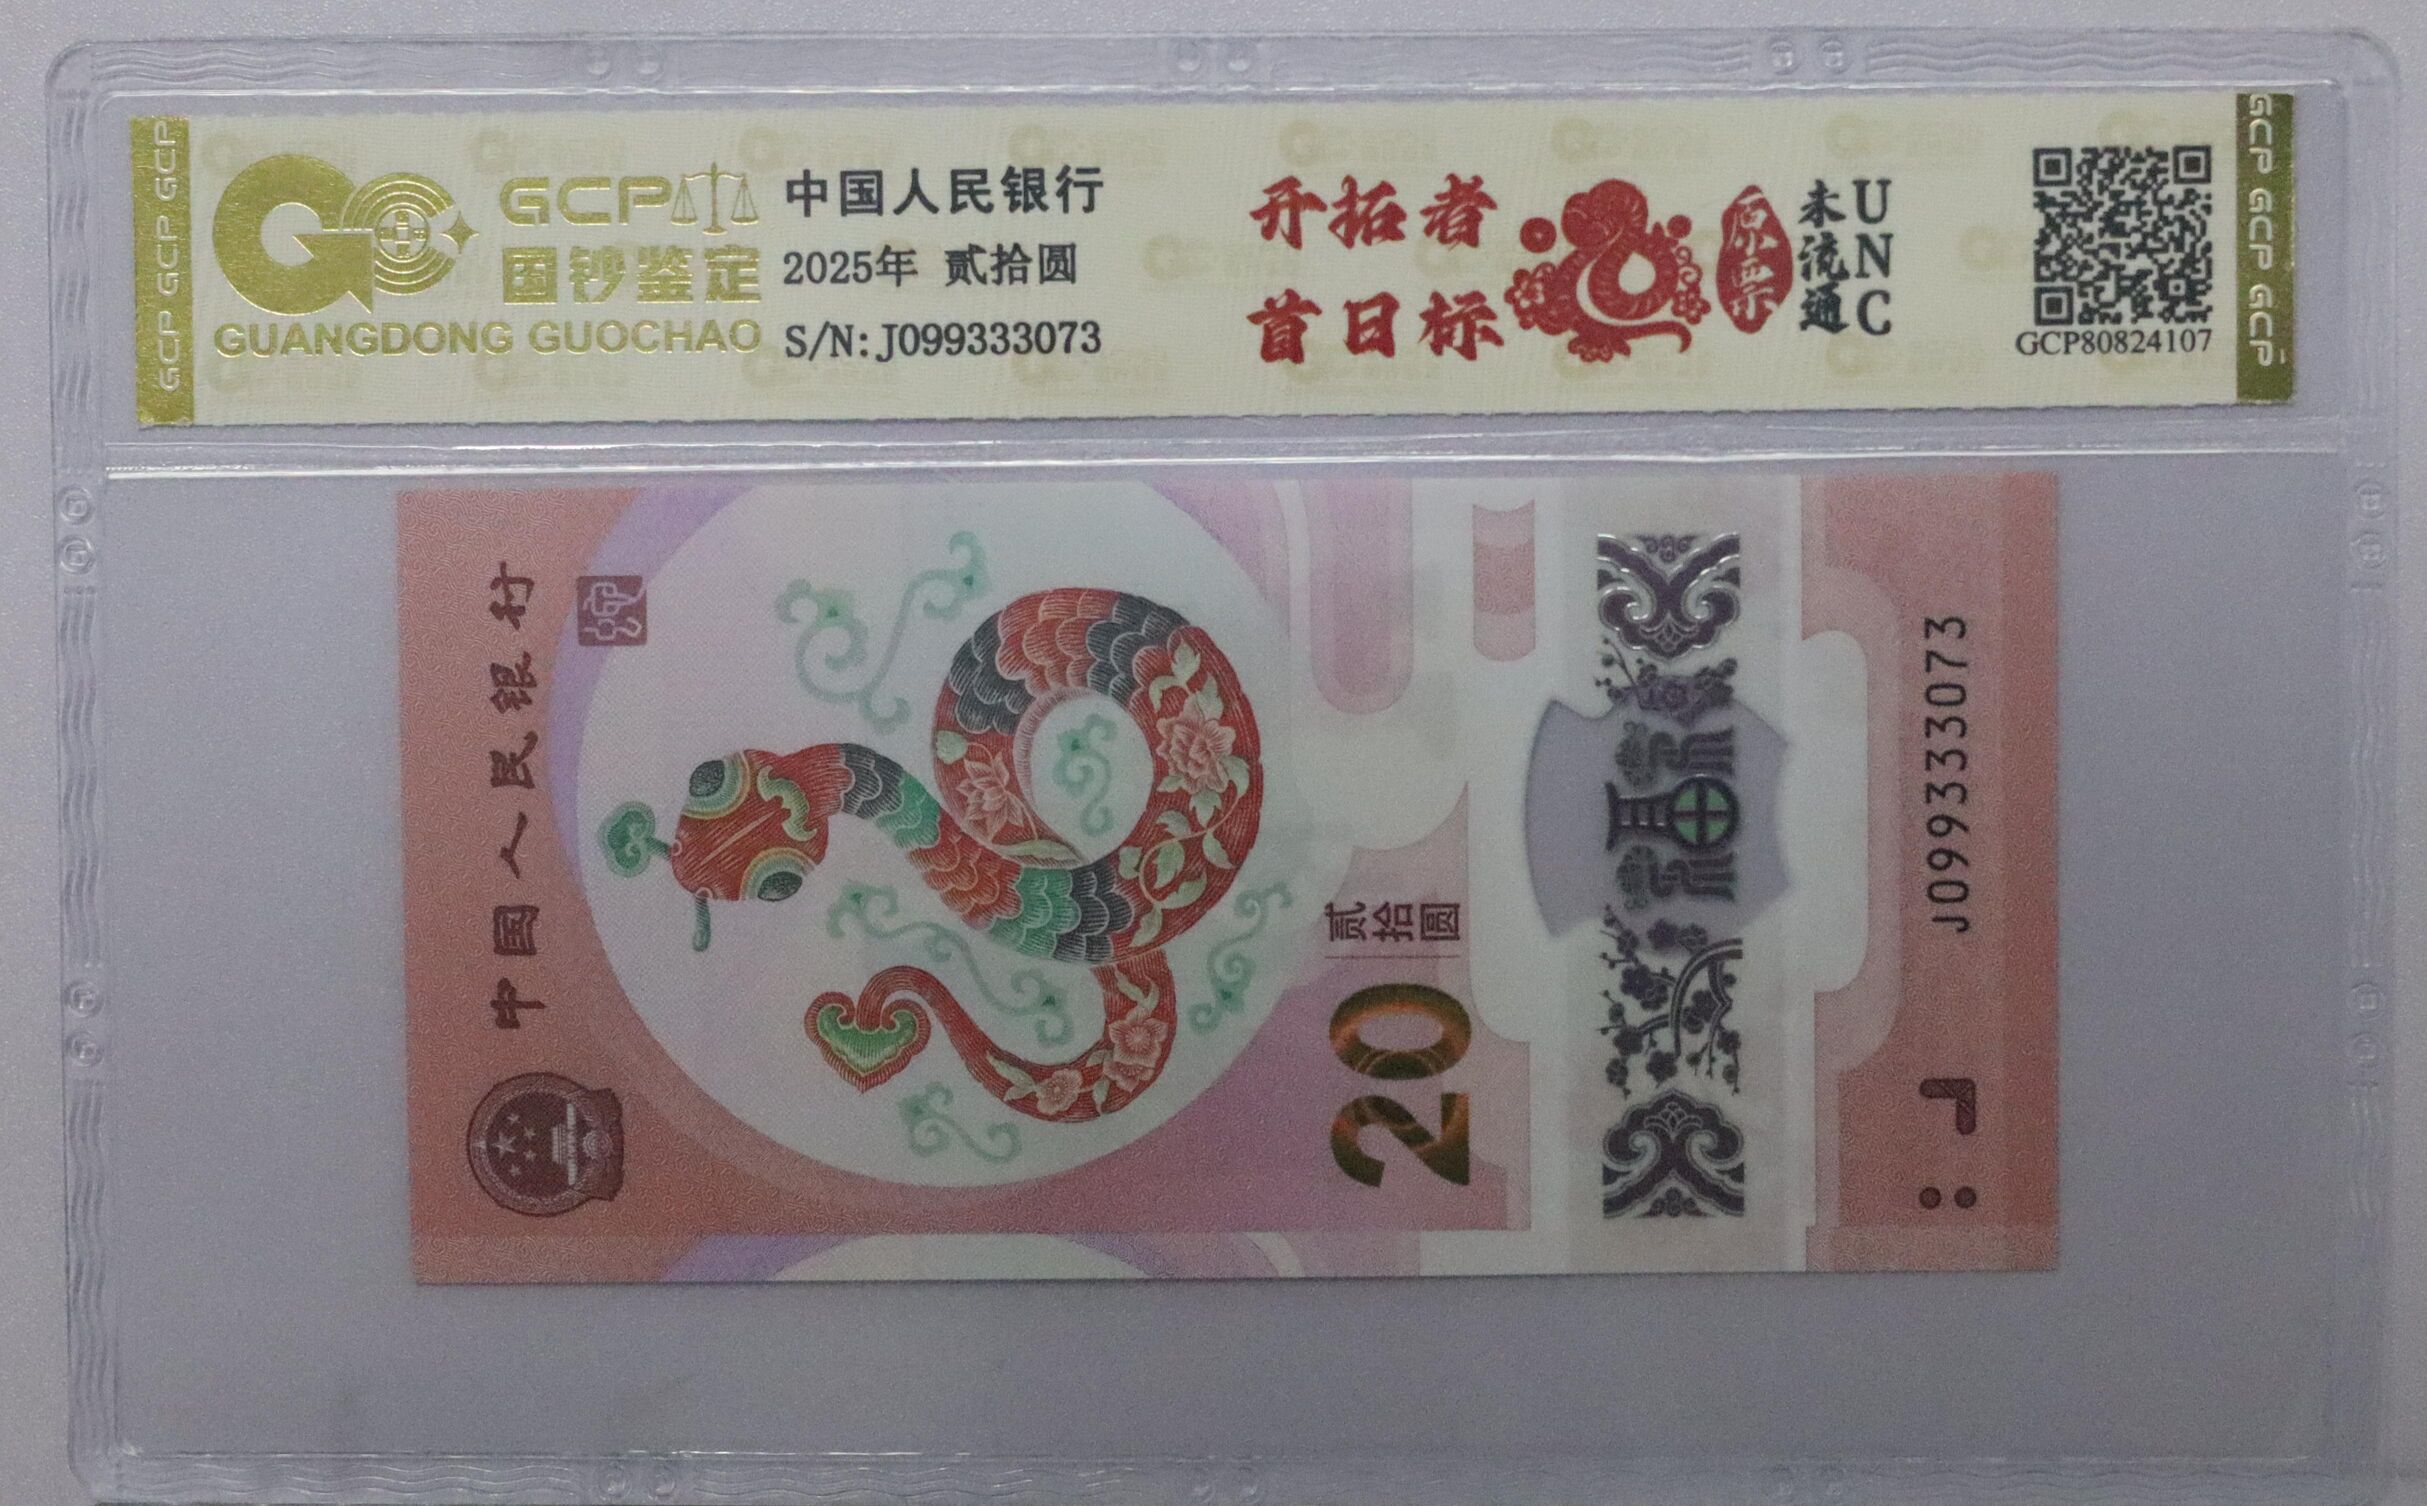 GCP GCP GCP
GCP
国钞鉴定
GUANGDONG GUOCHAO
中国人民银行
2025年 贰拾圆
S/N: J099333073
开拓者
首日标
原票
未流通
UNC
GCP80824107
GCP GCP GCP
中国人民银行
贰拾圆
20
福
J099333073